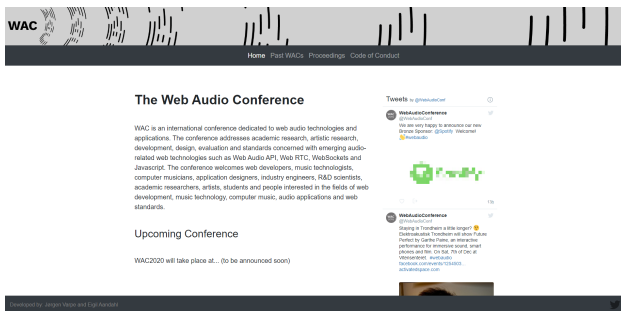 WAC
Home Past WACs Proceedings Code of Conduct
The Web Audio Conference
WAC is an international conference dedicated to web audio technologies and
applications. The conference addresses academic research, artistic research,
development, design, evaluation and standards concerned with emerging audio-
related web technologies such as Web Audio API, Web RTC, WebSockets and
Javascript. The conference welcomes web developers, music technologists,
computer musicians, application designers, industry engineers, R&D scientists,
academic researchers, artists, students and people interested in the fields of web
development, music technology, computer music, audio applications and web
standards.
Upcoming Conference
WAC2020 will take place at... (to be announced soon)
Tweets by @WebAudioConf
WebAudioConference
@WebAudioConf
We are very happy to announce our new
Bronze Sponsor: @Spotify Welcome!
#webaudio
WebAudioConference
@WebAudioConf
Staying in Trondheim a little longer?
Elektroakustisk Trondheim will show Future
Perfect by Garthe Paine, an interactive
performance for immersive sound, smart
phones and film. On Sat, 7th of Dec at
Vitensenteret. #webaudio
facebook.com/events/1254503...
activatedspace.com
Developed by Jørgen and